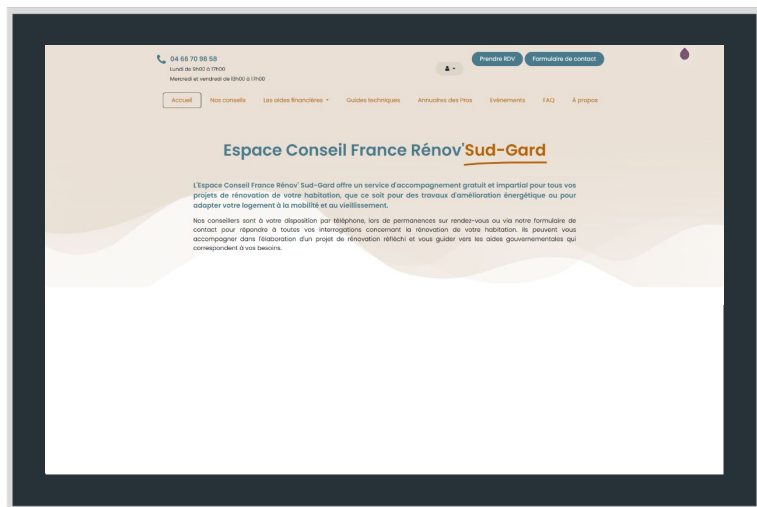 04 66 70 98 58
Lundi de 9h00 à 17h00
Mercredi et vendredi de 13h00 à 17h00
Prendre RDV
Formulaire de contact
Accueil
Nos conseils
Les aides financières
Guides techniques
Annuaires des Pros
Evénements
FAQ
À propos
Espace Conseil France Rénov'Sud-Gard
L'Espace Conseil France Rénov' Sud-Gard offre un service d'accompagnement gratuit et impartial pour tous vos
projets de rénovation de votre habitation, que ce soit pour des travaux d'amélioration énergétique ou pour
adapter votre logement à la mobilité et au vieillissement.
Nos conseillers sont à votre disposition par téléphone, lors de permanences sur rendez-vous ou via notre formulaire de
contact pour répondre à toutes vos interrogations concernant la rénovation de votre habitation. Ils peuvent vous
accompagner dans l'élaboration d'un projet de rénovation réfléchi et vous guider vers les aides gouvernementales qui
correspondent à vos besoins.